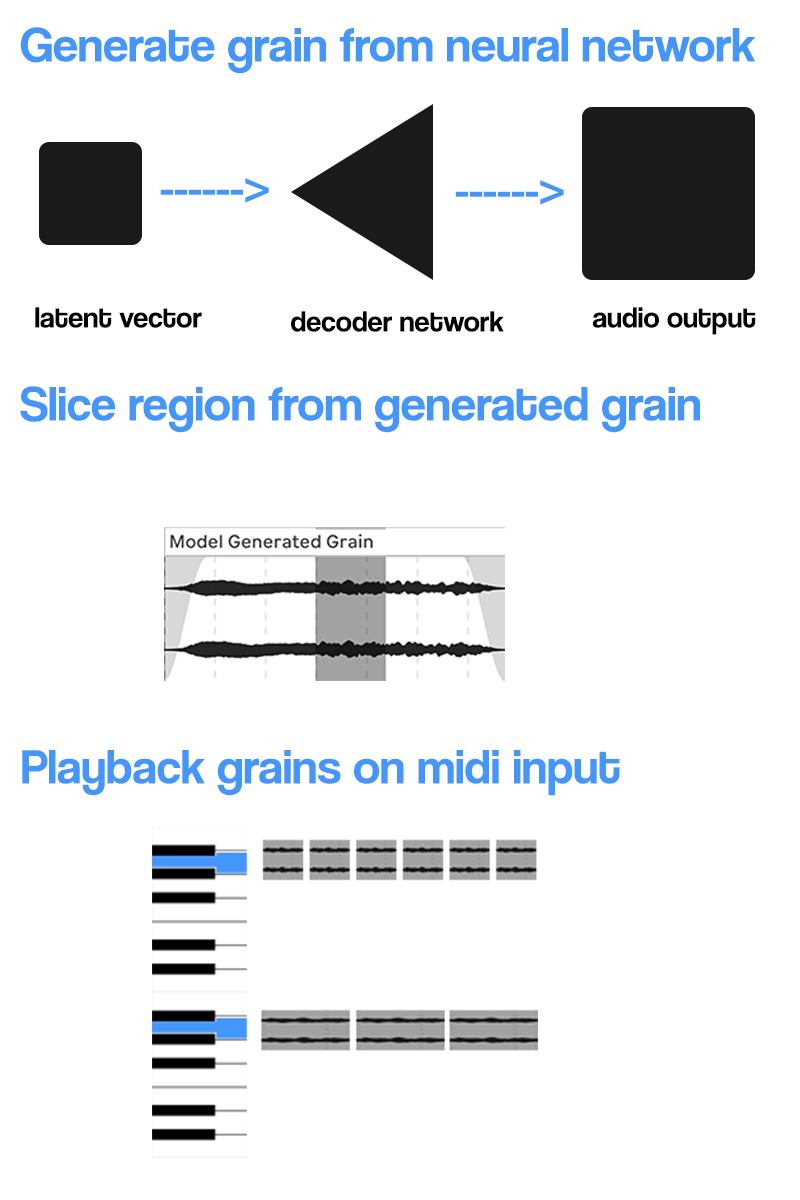 Generate grain from neural network
------> ------>
latent vector decoder network audio output
Slice region from generated grain
Model Generated Grain
Playback grains on midi input